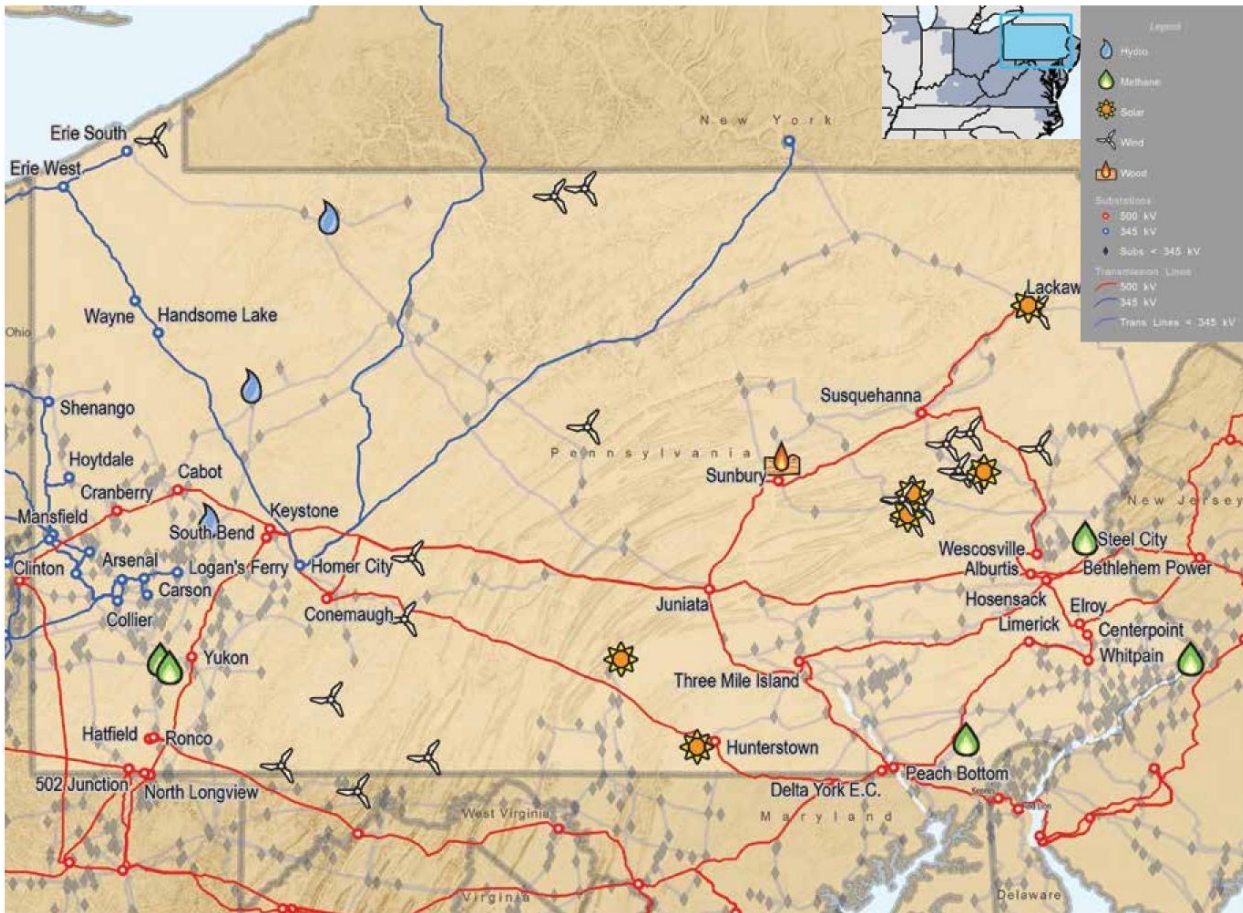 Legend
Hydro
Methane
Solar
Wind
Wood
Substations
500 kV
345 kV
Subs < 345 kV
Transmission Lines
500 kV
345 kV
Trans Lines < 345 kV
New York
Erie South
Erie West
Wayne
Handsome Lake
Ohio
Lackaw
Shenango
Susquehanna
Hoytdale
Pennsylvania
Cabot
Sunbury
Cranberry
New Jersey
Mansfield
Keystone
South Bend
Steel City
Wescosville
Arsenal
Logan's Ferry
Homer City
Clinton
Alburtis
Bethlehem Power
Carson
Juniata
Hosensack
Collier
Conemaugh
Elroy
Limerick
Centerpoint
Yukon
Whitpain
Three Mile Island
Hatfield
Ronco
Hunterstown
502 Junction
North Longview
Peach Bottom
Delta York E.C.
Red Lion
West Virginia
Maryland
Virginia
Delaware